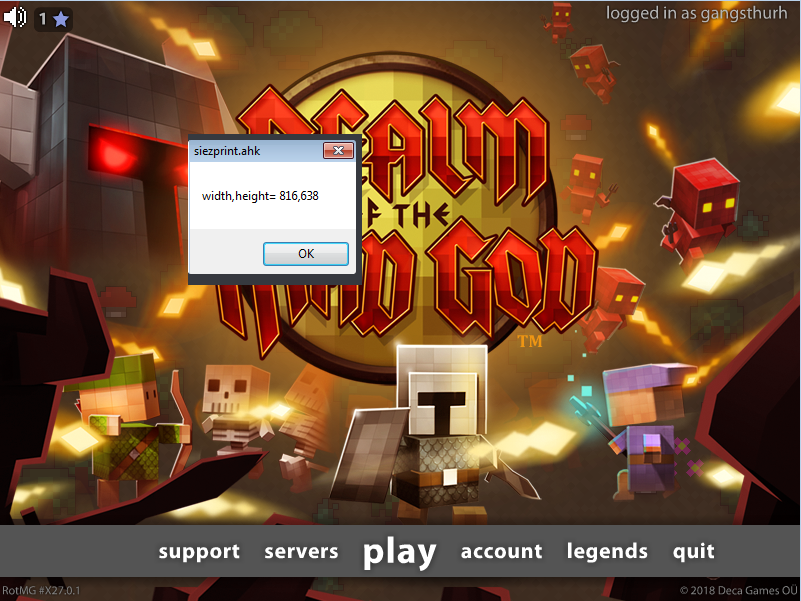 1
logged in as gangsthurh
REALM
OF THE
MAD GOD
TM
siezprint.ahk
width,height= 816,638
OK
support servers play account legends quit
RotMG #X27.0.1
© 2018 Deca Games OÜ